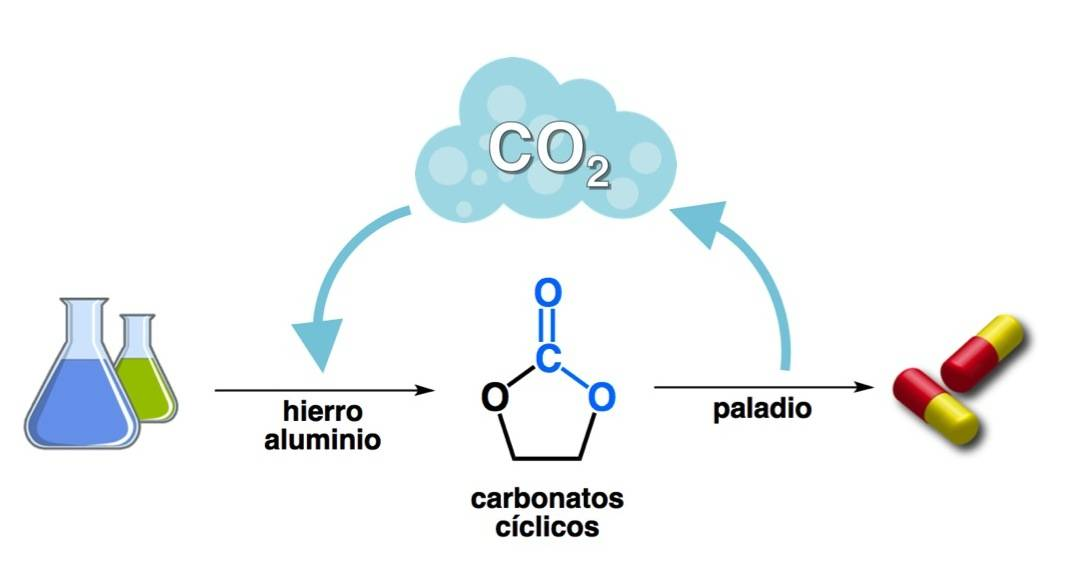 CO2
O
C
O
O
hierro
aluminio
paladio
carbonatos
cíclicos